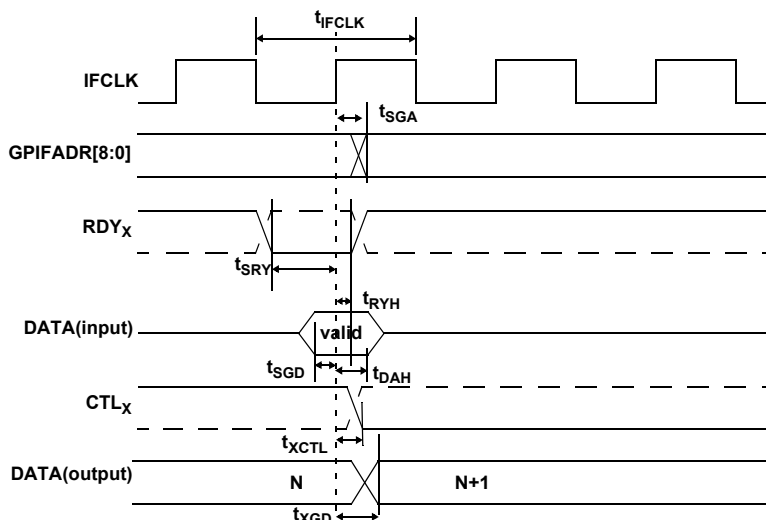 tIFCLK
IFCLK
tSGA
GPIFADR[8:0]
RDYX
tSRY
tRYH
DATA(input)
valid
tSGD
tDAH
CTLX
tXCTL
DATA(output)
N
N+1
tXGD